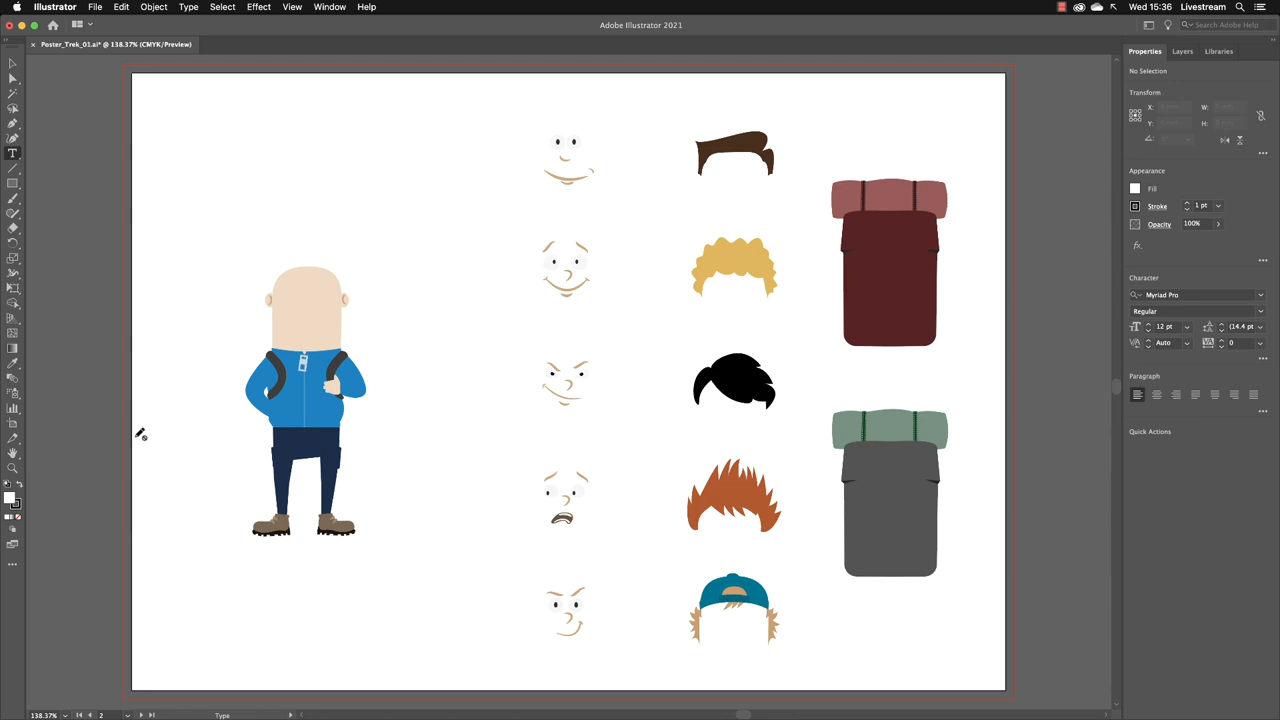 Illustrator File Edit Object Type Select Effect View Window Help Wed 15:36 Livestream
Adobe Illustrator 2021 Search Adobe Help
× Poster_Trek_01.ai* @ 138.37% (CMYK/Preview)
Properties Layers Libraries
No Selection
Transform
X: W:
Y: H:
Appearance
Fill
Stroke 1 pt
Opacity 100%
fx.
Character
Myriad Pro
Regular
12 pt (14.4 pt
Auto 0
Paragraph
Quick Actions
138.37% 2 Type